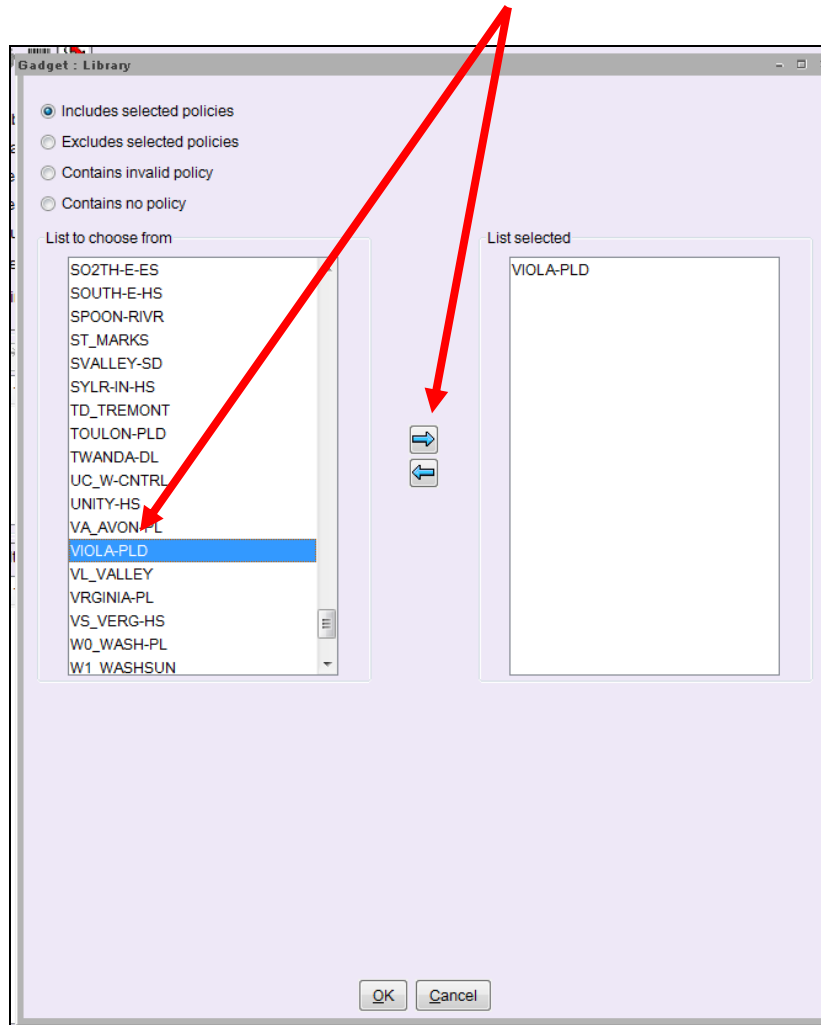 Gadget : Library
Includes selected policies
Excludes selected policies
Contains invalid policy
Contains no policy
List to choose from
SO2TH-E-ES
SOUTH-E-HS
SPOON-RIVR
ST_MARKS
SVALLEY-SD
SYLR-IN-HS
TD_TREMONT
TOULON-PLD
TWANDA-DL
UC_W-CNTRL
UNITY-HS
VA_AVON-PL
VIOLA-PLD
VL_VALLEY
VRGINIA-PL
VS_VERG-HS
W0_WASH-PL
W1_WASHSUN
List selected
VIOLA-PLD
OK
Cancel